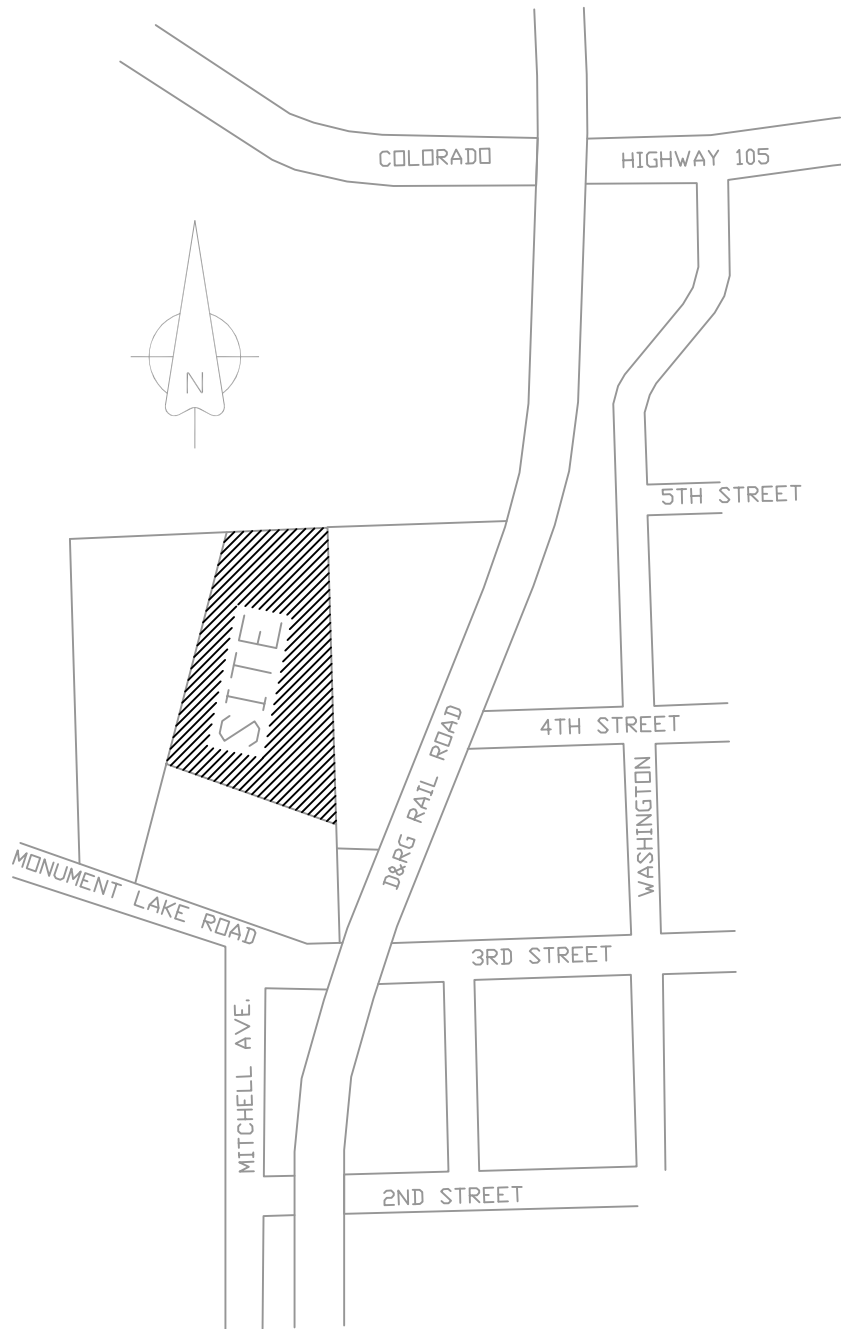 COLORADO
HIGHWAY 105
N
5TH STREET
SITE
4TH STREET
D&RG RAIL ROAD
WASHINGTON
MONUMENT LAKE ROAD
3RD STREET
MITCHELL AVE.
2ND STREET